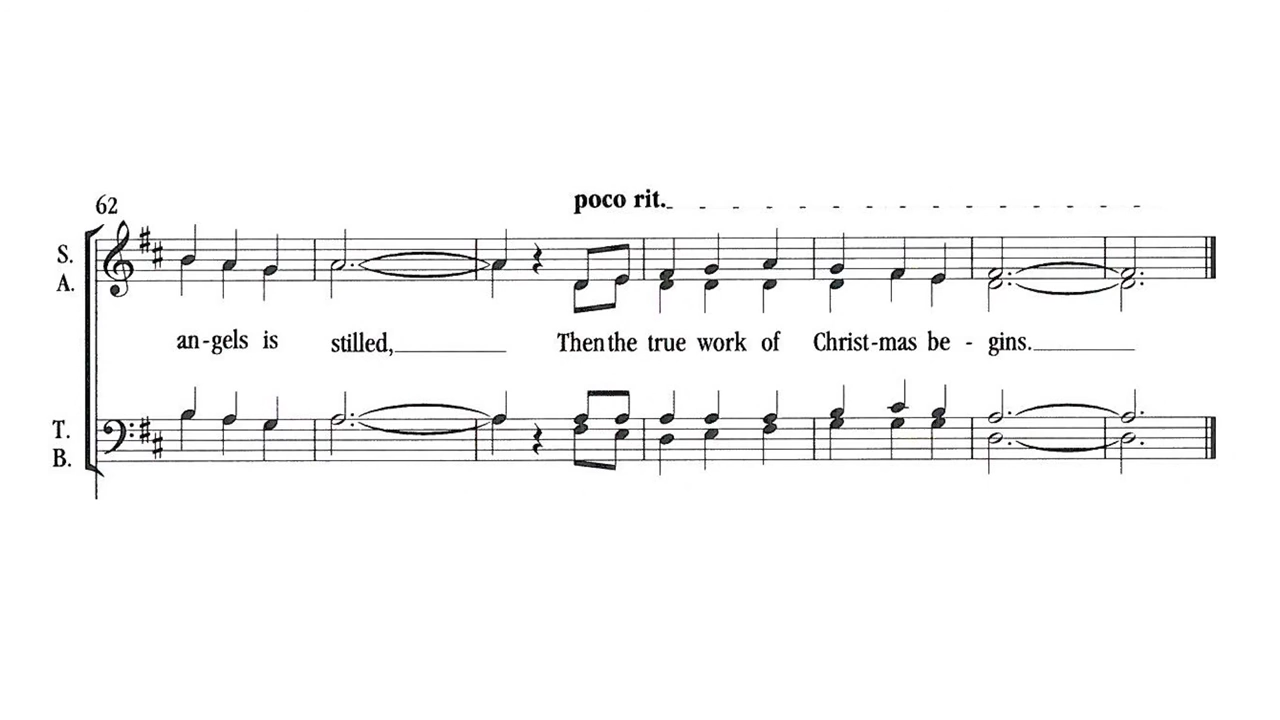 62
poco rit.
S.
A.
an-gels is stilled, Then the true work of Christ-mas be - gins.
T.
B.